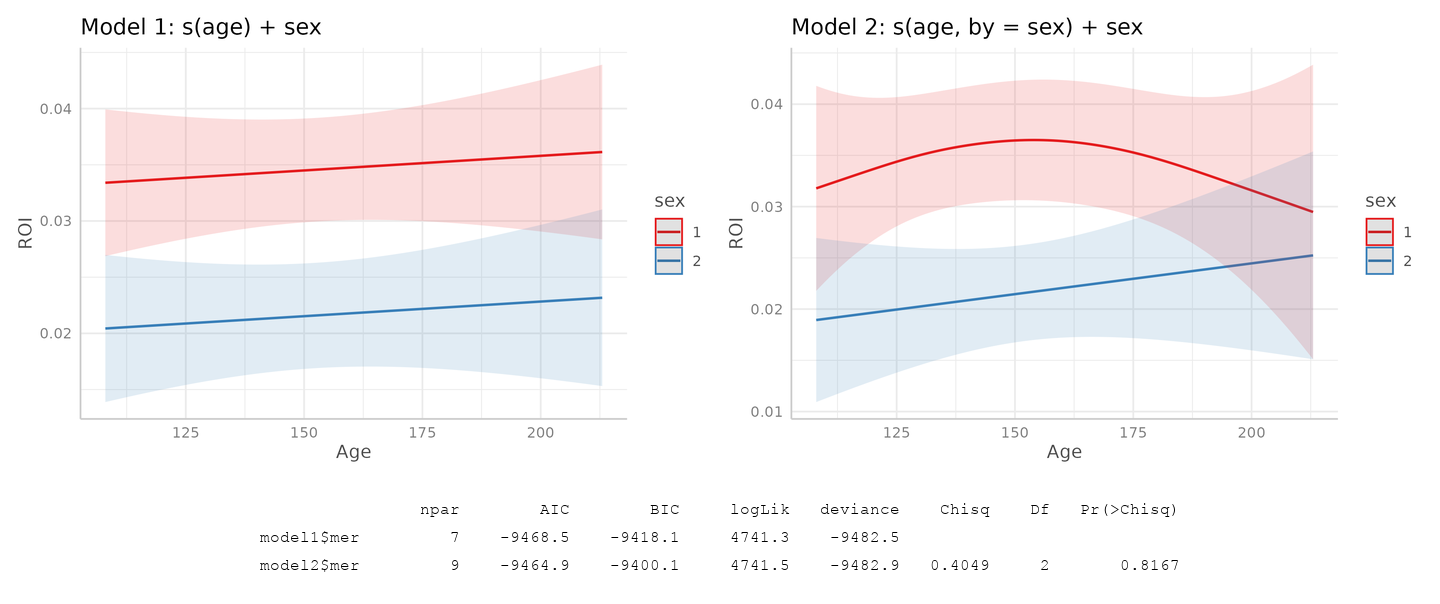 Model 1: s(age) + sex
0.04
0.03
0.02
ROI
125 150 175 200
Age
sex
1
2
Model 2: s(age, by = sex) + sex
0.04
0.03
0.02
0.01
ROI
125 150 175 200
Age
sex
1
2
npar AIC BIC logLik deviance Chisq Df Pr(>Chisq)
model1$mer 7 -9468.5 -9418.1 4741.3 -9482.5
model2$mer 9 -9464.9 -9400.1 4741.5 -9482.9 0.4049 2 0.8167